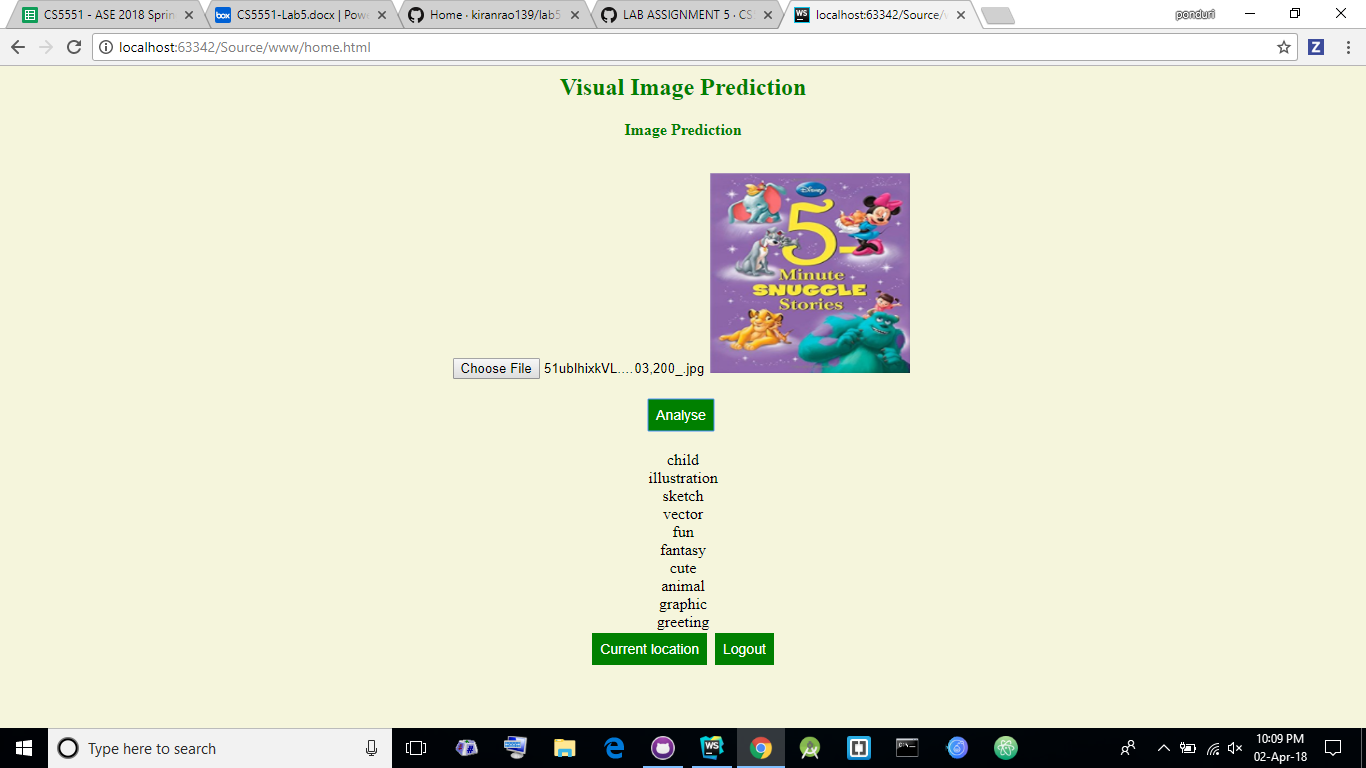 CS5551 - ASE 2018 Sprin
CS5551-Lab5.docx | Pow
Home · kiranrao139/lab5
LAB ASSIGNMENT 5 · CS
localhost:63342/Source/
ponduri
localhost:63342/Source/www/home.html
Visual Image Prediction
Image Prediction
Disney
5-
Minute
SNUGGLE
Stories
Choose File 51ublhixkVL....03,200_.jpg
Analyse
child
illustration
sketch
vector
fun
fantasy
cute
animal
graphic
greeting
Current location Logout
Type here to search
10:09 PM
02-Apr-18